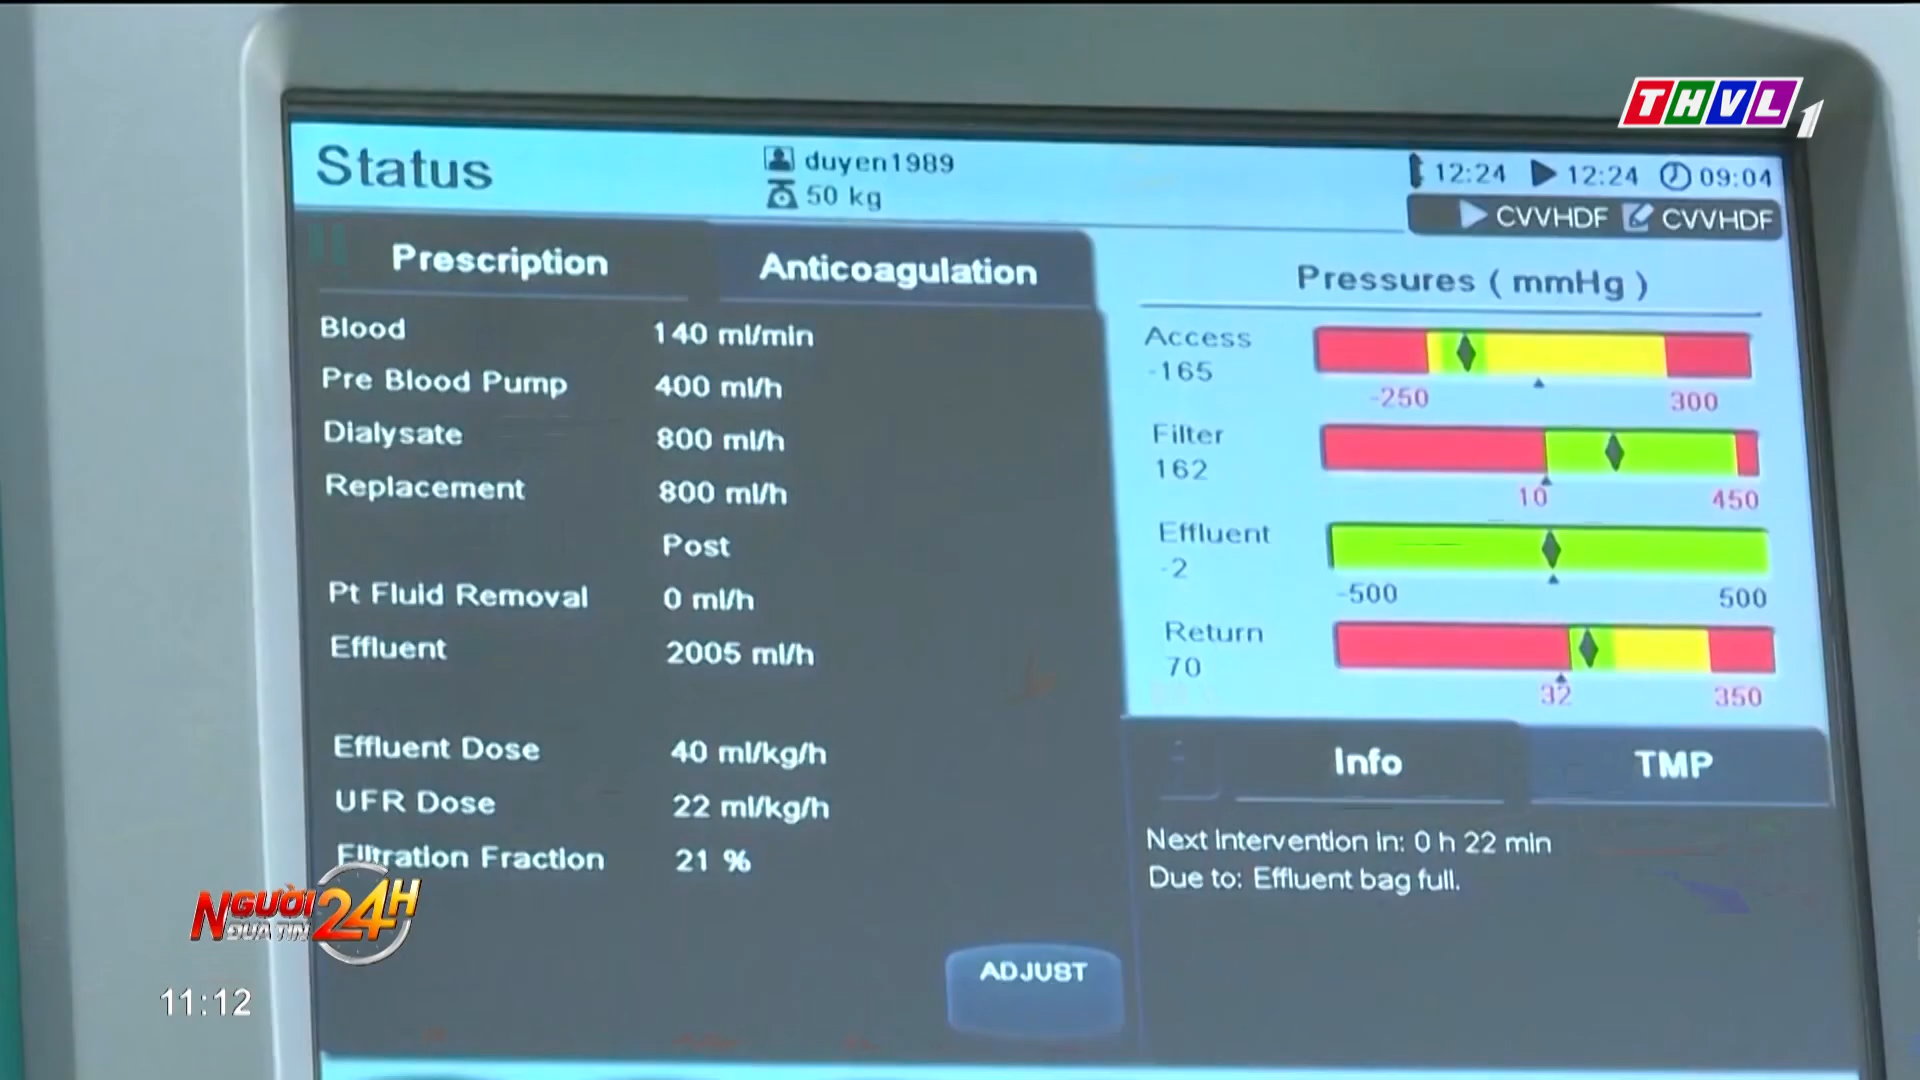 THVL1
Status
duyen1989
50 kg
12:24 12:24 09:04
CVVHDF CVVHDF
Prescription Anticoagulation
Blood 140 ml/min
Pre Blood Pump 400 ml/h
Dialysate 800 ml/h
Replacement 800 ml/h
Post
Pt Fluid Removal 0 ml/h
Effluent 2005 ml/h
Effluent Dose 40 ml/kg/h
UFR Dose 22 ml/kg/h
Filtration Fraction 21 %
ADJUST
Pressures ( mmHg )
Access
-165
-250 300
Filter
162
10 450
Effluent
-2
-500 500
Return
70
32 350
Info TMP
Next Intervention in: 0 h 22 min
Due to: Effluent bag full.
NGƯỜI
ĐƯA TIN 24H
11:12